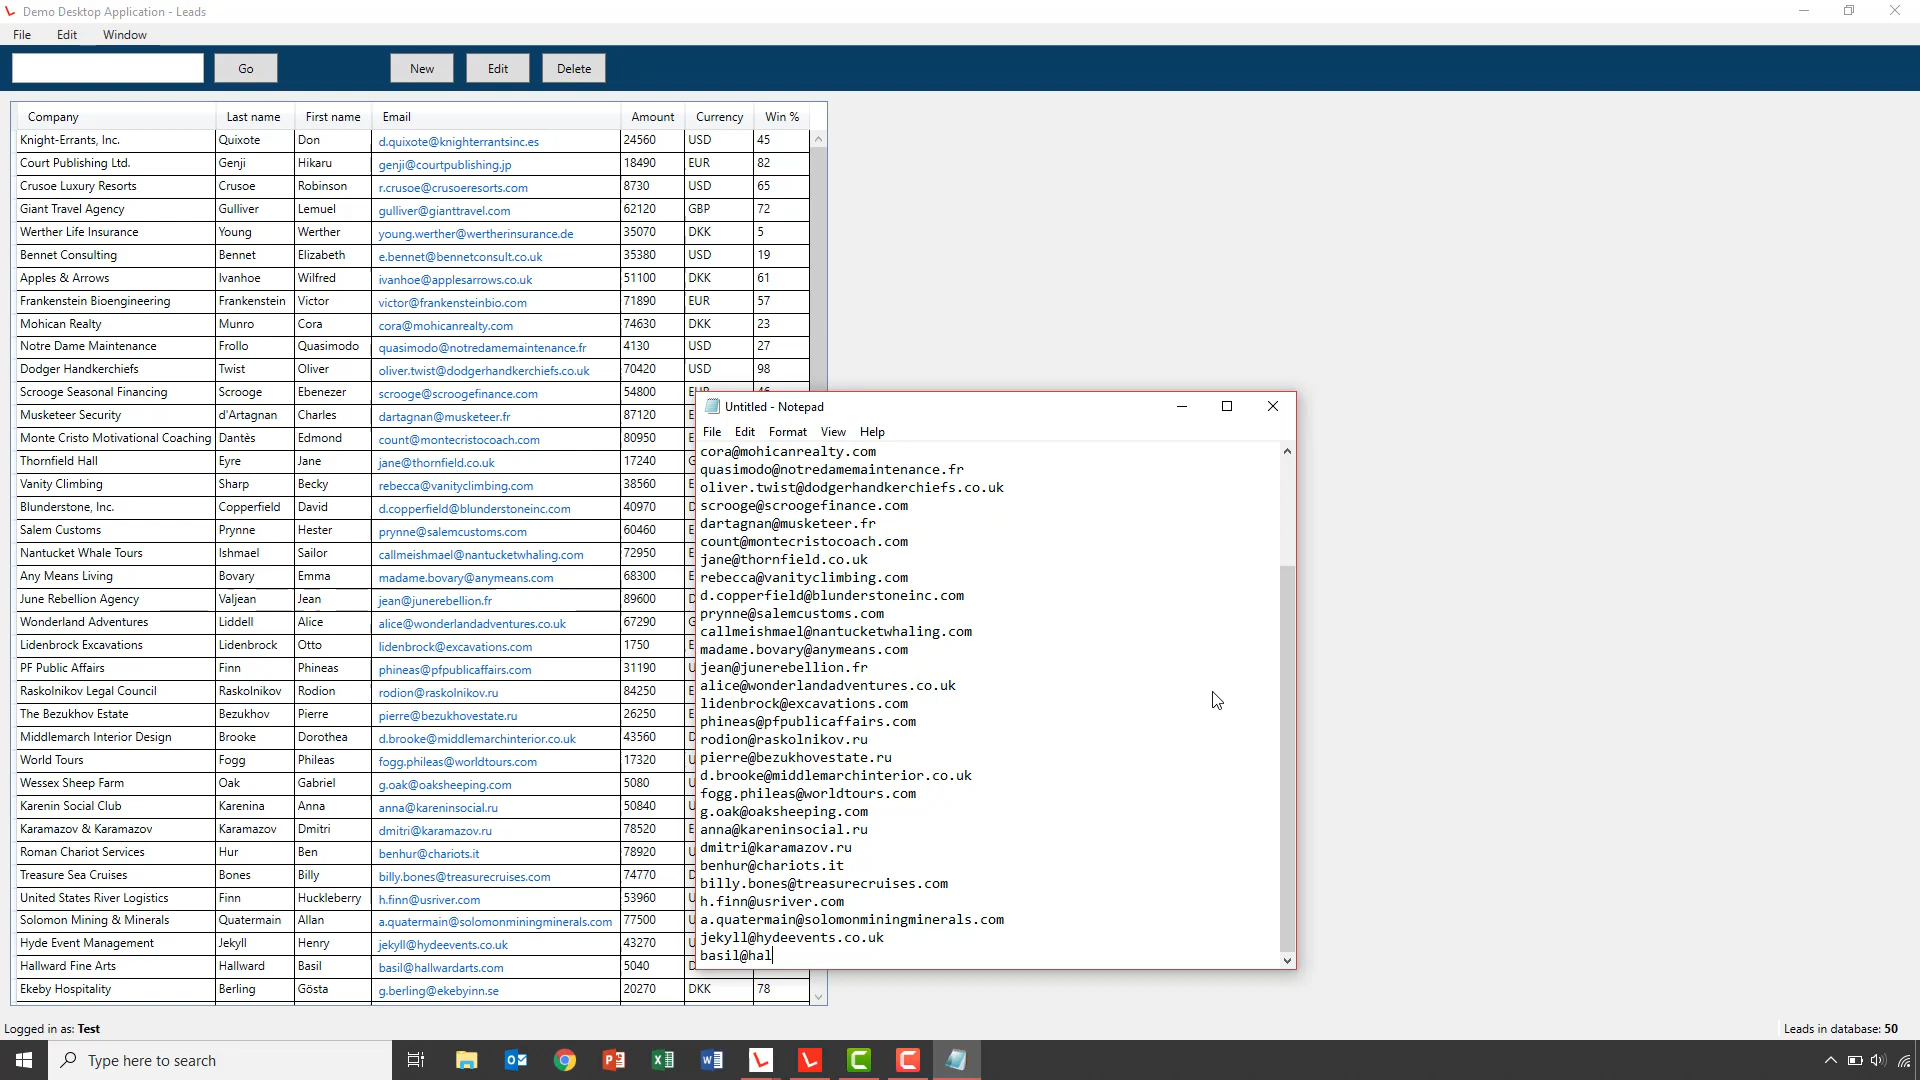 Demo Desktop Application - Leads
File Edit Window
Go New Edit Delete
Company Last name First name Email Amount Currency Win %
Knight-Errants, Inc. Quixote Don d.quixote@knighterrantsinc.es 24560 USD 45
Court Publishing Ltd. Genji Hikaru genji@courtpublishing.jp 18490 EUR 82
Crusoe Luxury Resorts Crusoe Robinson r.crusoe@crusoeresorts.com 8730 USD 65
Giant Travel Agency Gulliver Lemuel gulliver@gianttravel.com 62120 GBP 72
Werther Life Insurance Young Werther young.werther@wertherinsurance.de 35070 DKK 5
Bennet Consulting Bennet Elizabeth e.bennet@bennetconsult.co.uk 35380 USD 19
Apples & Arrows Ivanhoe Wilfred ivanhoe@applesarrows.co.uk 51100 DKK 61
Frankenstein Bioengineering Frankenstein Victor victor@frankensteinbio.com 71890 EUR 57
Mohican Realty Munro Cora cora@mohicanrealty.com 74630 DKK 23
Notre Dame Maintenance Frollo Quasimodo quasimodo@notredamemaintenance.fr 4130 USD 27
Dodger Handkerchiefs Twist Oliver oliver.twist@dodgerhandkerchiefs.co.uk 70420 USD 98
Scrooge Seasonal Financing Scrooge Ebenezer scrooge@scroogefinance.com 54800
Musketeer Security d'Artagnan Charles dartagnan@musketeer.fr 87120
Monte Cristo Motivational Coaching Dantès Edmond count@montecristocoach.com 80950
Thornfield Hall Eyre Jane jane@thornfield.co.uk 17240
Vanity Climbing Sharp Becky rebecca@vanityclimbing.com 38560
Blunderstone, Inc. Copperfield David d.copperfield@blunderstoneinc.com 40970
Salem Customs Prynne Hester prynne@salemcustoms.com 60460
Nantucket Whale Tours Ishmael Sailor callmeishmael@nantucketwhaling.com 72950
Any Means Living Bovary Emma madame.bovary@anymeans.com 68300
June Rebellion Agency Valjean Jean jean@junerebellion.fr 89600
Wonderland Adventures Liddell Alice alice@wonderlandadventures.co.uk 67290
Lidenbrock Excavations Lidenbrock Otto lidenbrock@excavations.com 1750
PF Public Affairs Finn Phineas phineas@pfpublicaffairs.com 31190
Raskolnikov Legal Council Raskolnikov Rodion rodion@raskolnikov.ru 84250
The Bezukhov Estate Bezukhov Pierre pierre@bezukhovestate.ru 26250
Middlemarch Interior Design Brooke Dorothea d.brooke@middlemarchinterior.co.uk 43560
World Tours Fogg Phileas fogg.phileas@worldtours.com 17320
Wessex Sheep Farm Oak Gabriel g.oak@oaksheeping.com 5080
Karenin Social Club Karenina Anna anna@kareninsocial.ru 50840
Karamazov & Karamazov Karamazov Dmitri dmitri@karamazov.ru 78520
Roman Chariot Services Hur Ben benhur@chariots.it 78920
Treasure Sea Cruises Bones Billy billy.bones@treasurecruises.com 74770
United States River Logistics Finn Huckleberry h.finn@usriver.com 53960
Solomon Mining & Minerals Quatermain Allan a.quatermain@solomonminingminerals.com 77500
Hyde Event Management Jekyll Henry jekyll@hydeevents.co.uk 43270
Hallward Fine Arts Hallward Basil basil@hallwardarts.com 5040
Ekeby Hospitality Berling Gösta g.berling@ekebyinn.se 20270 DKK 78
Untitled - Notepad
File Edit Format View Help
cora@mohicanrealty.com
quasimodo@notredamemaintenance.fr
oliver.twist@dodgerhandkerchiefs.co.uk
scrooge@scroogefinance.com
dartagnan@musketeer.fr
count@montecristocoach.com
jane@thornfield.co.uk
rebecca@vanityclimbing.com
d.copperfield@blunderstoneinc.com
prynne@salemcustoms.com
callmeishmael@nantucketwhaling.com
madame.bovary@anymeans.com
jean@junerebellion.fr
alice@wonderlandadventures.co.uk
lidenbrock@excavations.com
phineas@pfpublicaffairs.com
rodion@raskolnikov.ru
pierre@bezukhovestate.ru
d.brooke@middlemarchinterior.co.uk
fogg.phileas@worldtours.com
g.oak@oaksheeping.com
anna@kareninsocial.ru
dmitri@karamazov.ru
benhur@chariots.it
billy.bones@treasurecruises.com
h.finn@usriver.com
a.quatermain@solomonminingminerals.com
jekyll@hydeevents.co.uk
basil@hal
Logged in as: Test Leads in database: 50
Type here to search